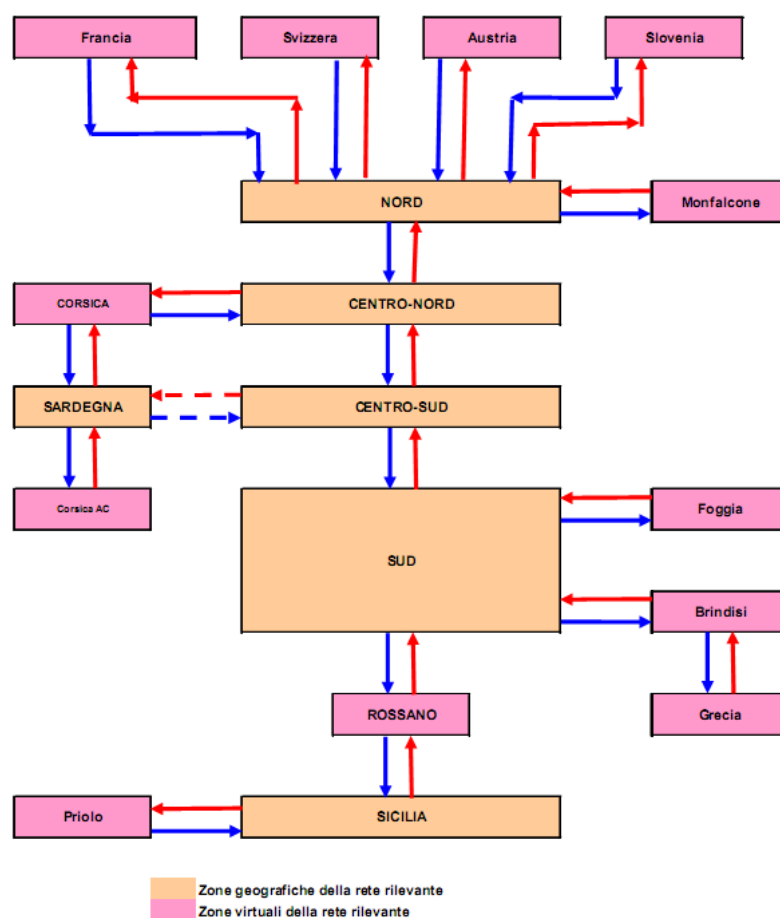 Francia
Svizzera
Austria
Slovenia
NORD
Monfalcone
CORSICA
CENTRO-NORD
SARDEGNA
CENTRO-SUD
Corsica AC
SUD
Foggia
Brindisi
ROSSANO
Grecia
Priolo
SICILIA
Zone geografiche della rete rilevante
Zone virtuali della rete rilevante